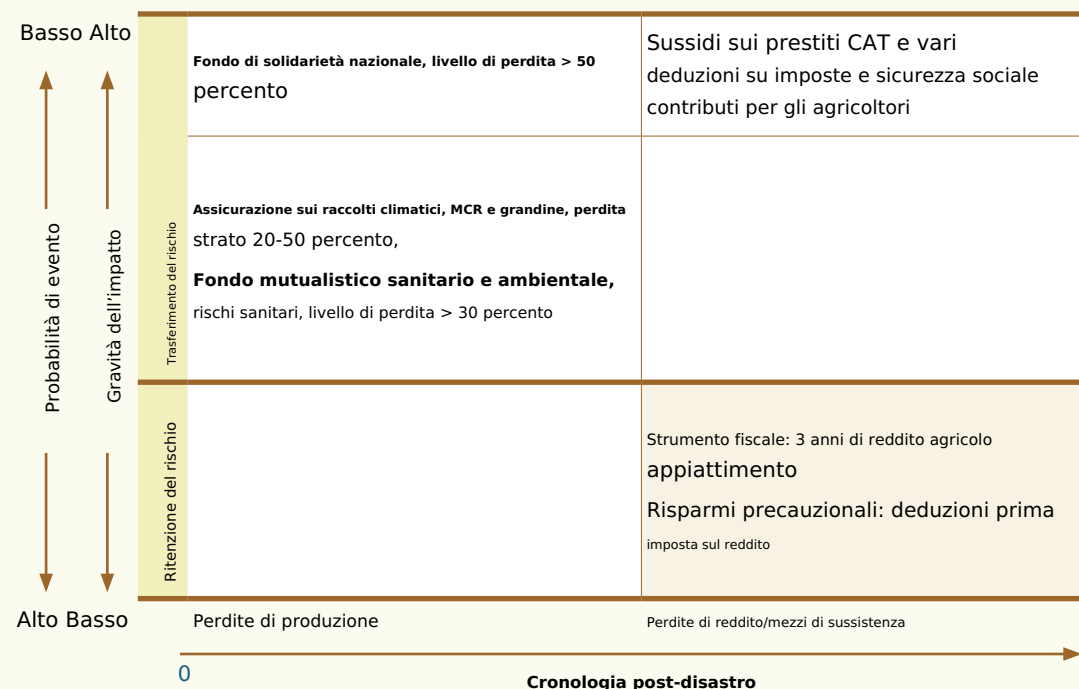 Basso Alto
Probabilità di evento
Gravità dell'impatto
Alto Basso
Trasferimento del rischio
Ritenzione del rischio
Fondo di solidarietà nazionale, livello di perdita > 50
percento
Sussidi sui prestiti CAT e vari
deduzioni su imposte e sicurezza sociale
contributi per gli agricoltori
Assicurazione sui raccolti climatici, MCR e grandine, perdita
strato 20-50 percento,
Fondo mutualistico sanitario e ambientale,
rischi sanitari, livello di perdita > 30 percento
Strumento fiscale: 3 anni di reddito agricolo
appiattimento
Risparmi precauzionali: deduzioni prima
imposta sul reddito
Perdite di produzione
Perdite di reddito/mezzi di sussistenza
0
Cronologia post-disastro